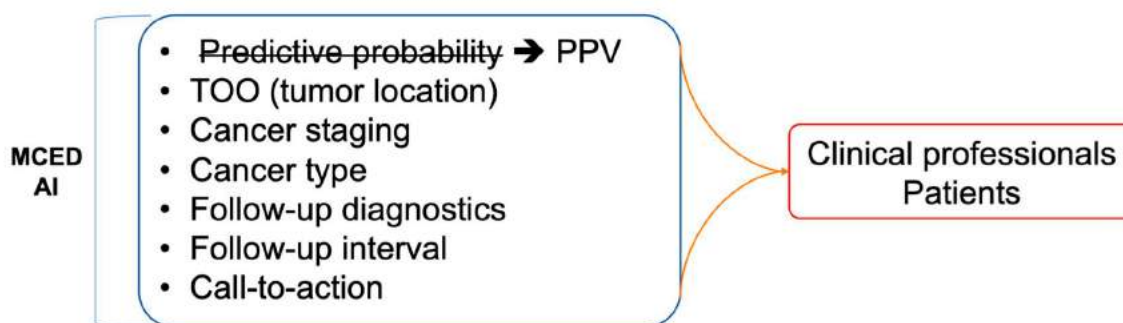 MCED
AI
• Predictive probability ➔ PPV
• TOO (tumor location)
• Cancer staging
• Cancer type
• Follow-up diagnostics
• Follow-up interval
• Call-to-action
Clinical professionals
Patients